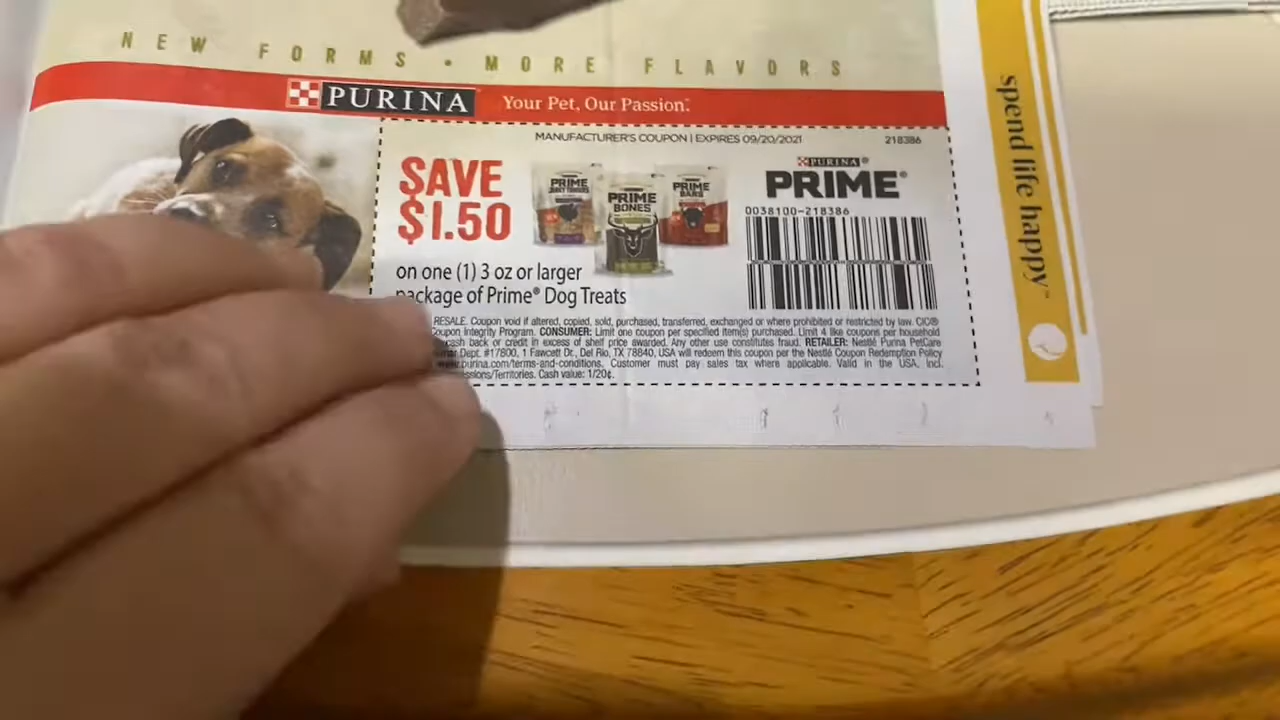 NEW FORMS • MORE FLAVORS
PURINA Your Pet, Our Passion.
MANUFACTURER'S COUPON | EXPIRES 09/20/2021 218386
SAVE
$1.50
on one (1) 3 oz or larger
package of Prime® Dog Treats
PRIME
PRIME
BONES
PRIME
BARS
PURINA®
PRIME®
0038100-218386
RESALE. Coupon void if altered, copied, sold, purchased, transferred, exchanged or where prohibited or restricted by law. CIC®
Coupon Integrity Program. CONSUMER: Limit one coupon per specified item(s) purchased. Limit 4 like coupons per household
cash back or credit in excess of shelf price awarded. Any other use constitutes fraud. RETAILER: Nestlé Purina PetCare
Dept. #17800, 1 Fawcett Dr., Del Rio, TX 78840, USA will redeem this coupon per the Nestlé Coupon Redemption Policy
.purina.com/terms-and-conditions. Customer must pay sales tax where applicable. Valid in the USA, incl.
ssions/Territories. Cash value: 1/20¢.
spend life happy™